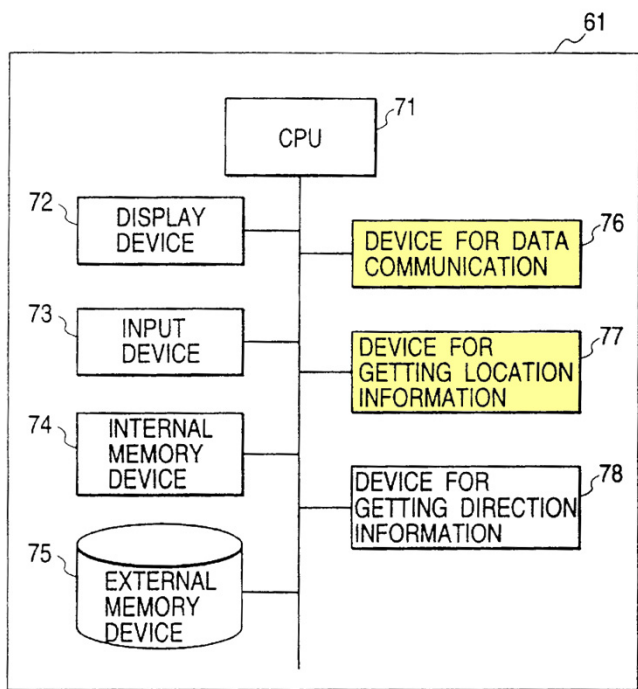 61
71
CPU
72
DISPLAY
DEVICE
76
DEVICE FOR DATA
COMMUNICATION
73
INPUT
DEVICE
77
DEVICE FOR
GETTING LOCATION
INFORMATION
74
INTERNAL
MEMORY
DEVICE
78
DEVICE FOR
GETTING DIRECTION
INFORMATION
75
EXTERNAL
MEMORY
DEVICE